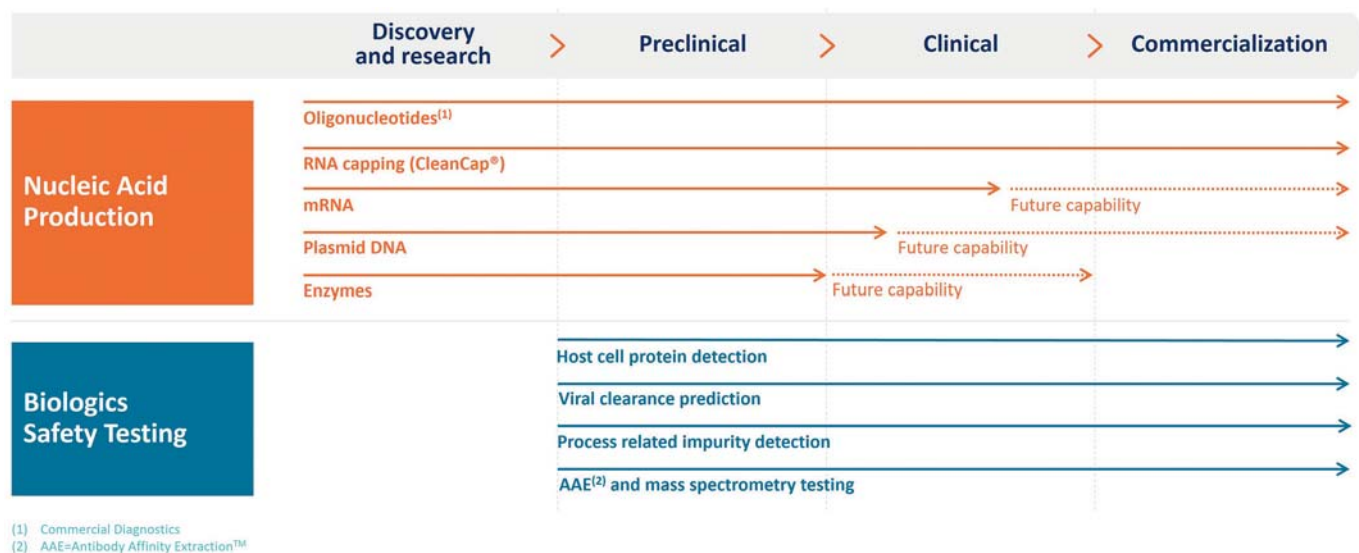 Discovery
and research
Preclinical
Clinical
Commercialization
Nucleic Acid
Production
Oligonucleotides(1)
RNA capping (CleanCap®)
mRNA
Future capability
Plasmid DNA
Future capability
Enzymes
Future capability
Biologics
Safety Testing
Host cell protein detection
Viral clearance prediction
Process related impurity detection
AAE(2) and mass spectrometry testing
(1) Commercial Diagnostics
(2) AAE=Antibody Affinity Extraction™